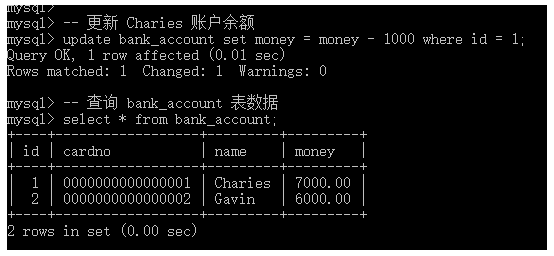 mysql>
mysql> -- 更新 Charies 账户余额
mysql> update bank_account set money = money - 1000 where id = 1;
Query OK, 1 row affected (0.01 sec)
Rows matched: 1  Changed: 1  Warnings: 0

mysql> -- 查询 bank_account 表数据
mysql> select * from bank_account;
+----+------------------+---------+---------+
| id | cardno           | name    | money   |
+----+------------------+---------+---------+
|  1 | 0000000000000001 | Charies | 7000.00 |
|  2 | 0000000000000002 | Gavin   | 6000.00 |
+----+------------------+---------+---------+
2 rows in set (0.00 sec)